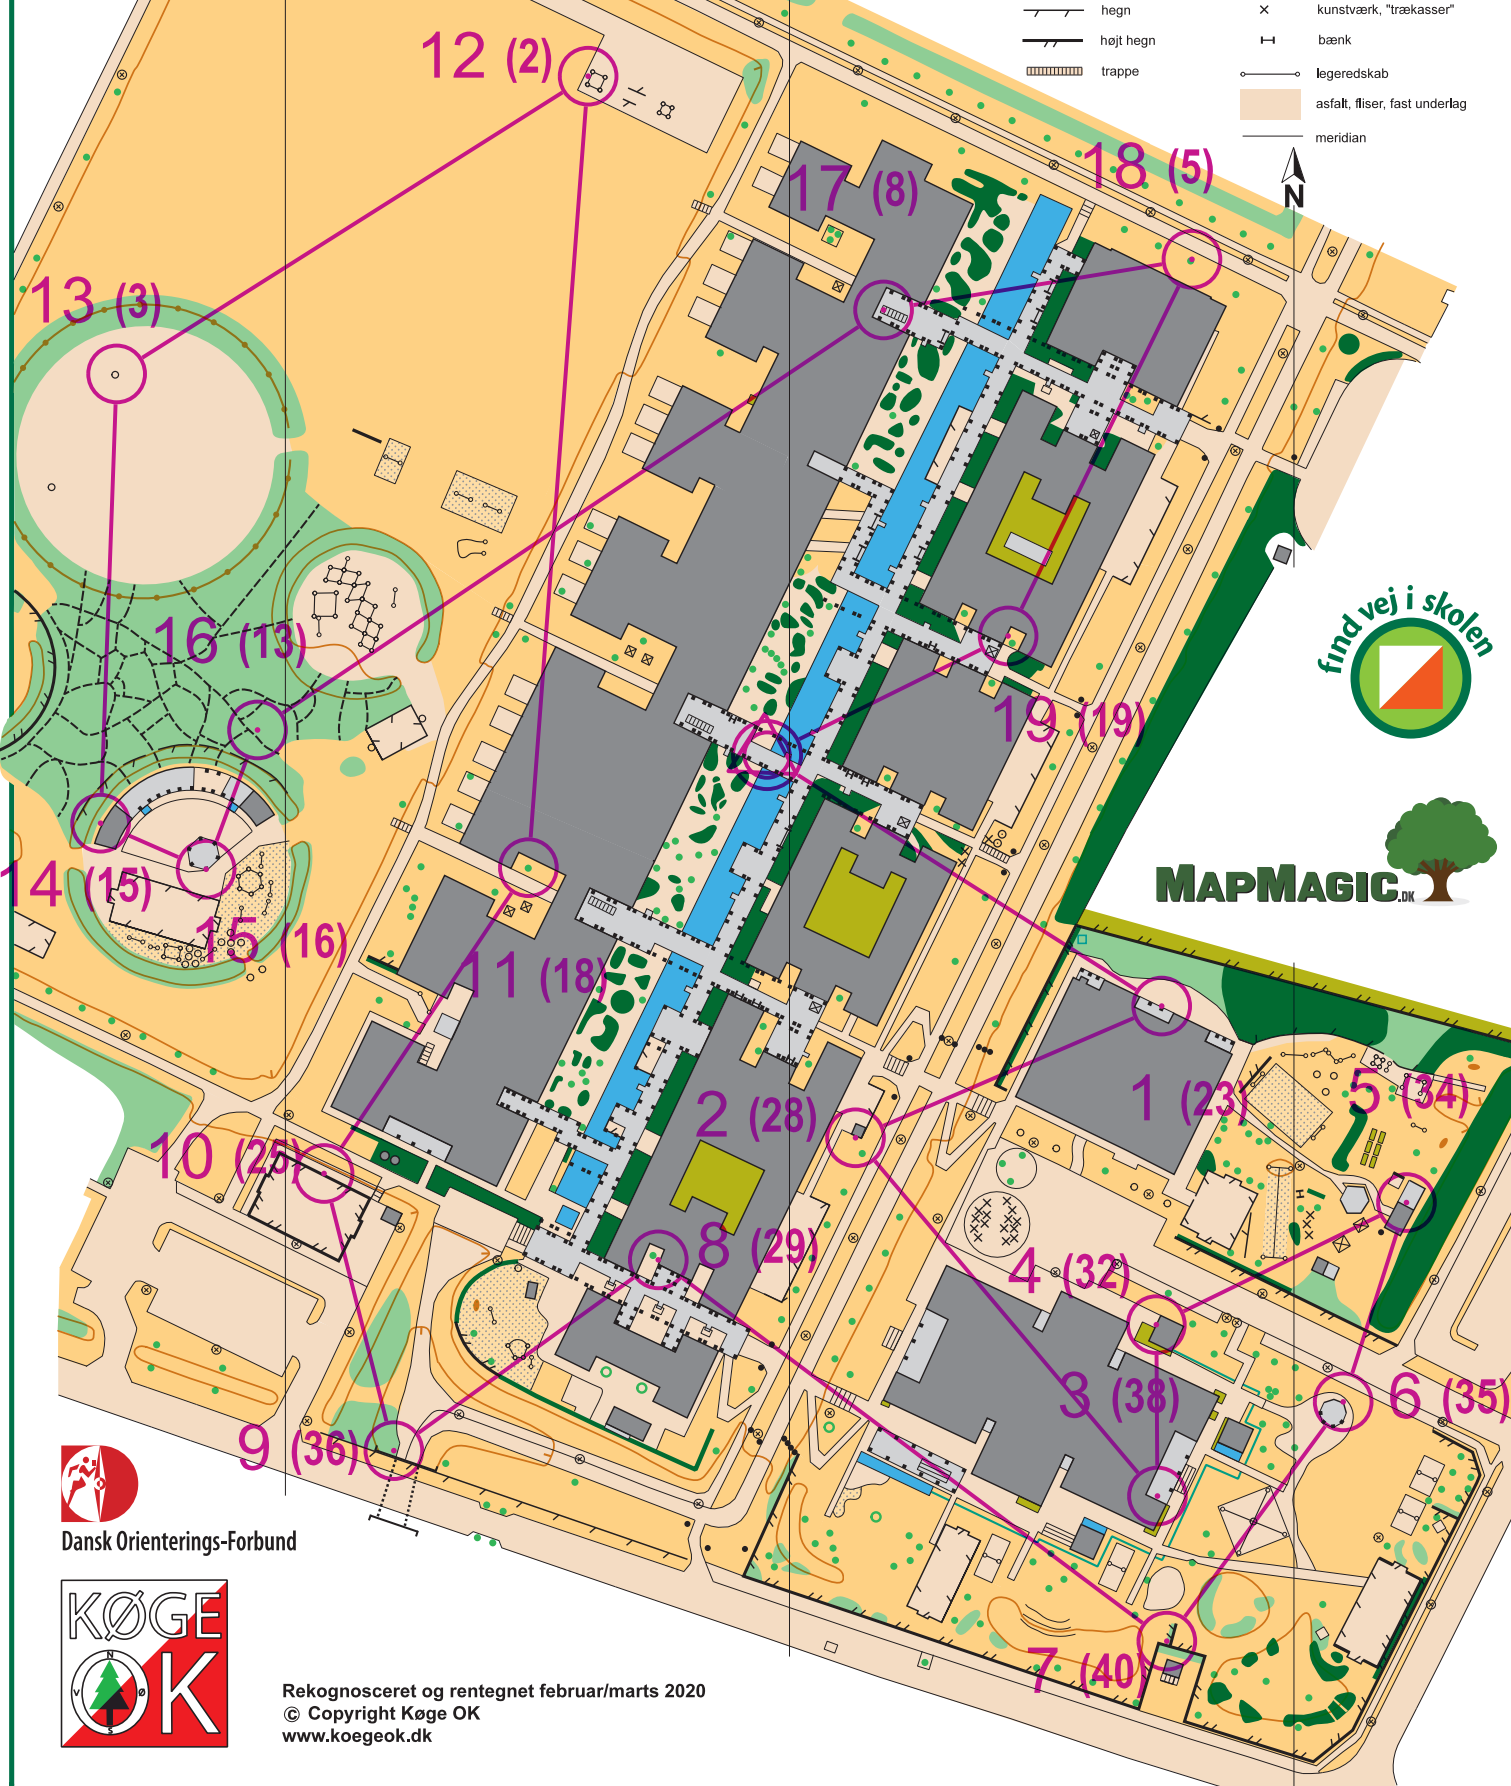 hegn
højt hegn
trappe
kunstværk, "trækasser"
bænk
legeredskab
asfalt, fliser, fast underlag
meridian
N
12 (2)
18 (5)
17 (8)
13 (3)
find vej i skolen
16 (13)
19 (19)
MAPMAGIC.DK
14 (15)
15 (16)
11 (18)
1 (23)
5 (34)
2 (28)
10 (25)
8 (29)
4 (32)
3 (38)
6 (35)
9 (36)
7 (40)
Dansk Orienterings-Forbund
KØGE
OK
N
V Ø
S
Rekognosceret og rentegnet februar/marts 2020
© Copyright Køge OK
www.koegeok.dk